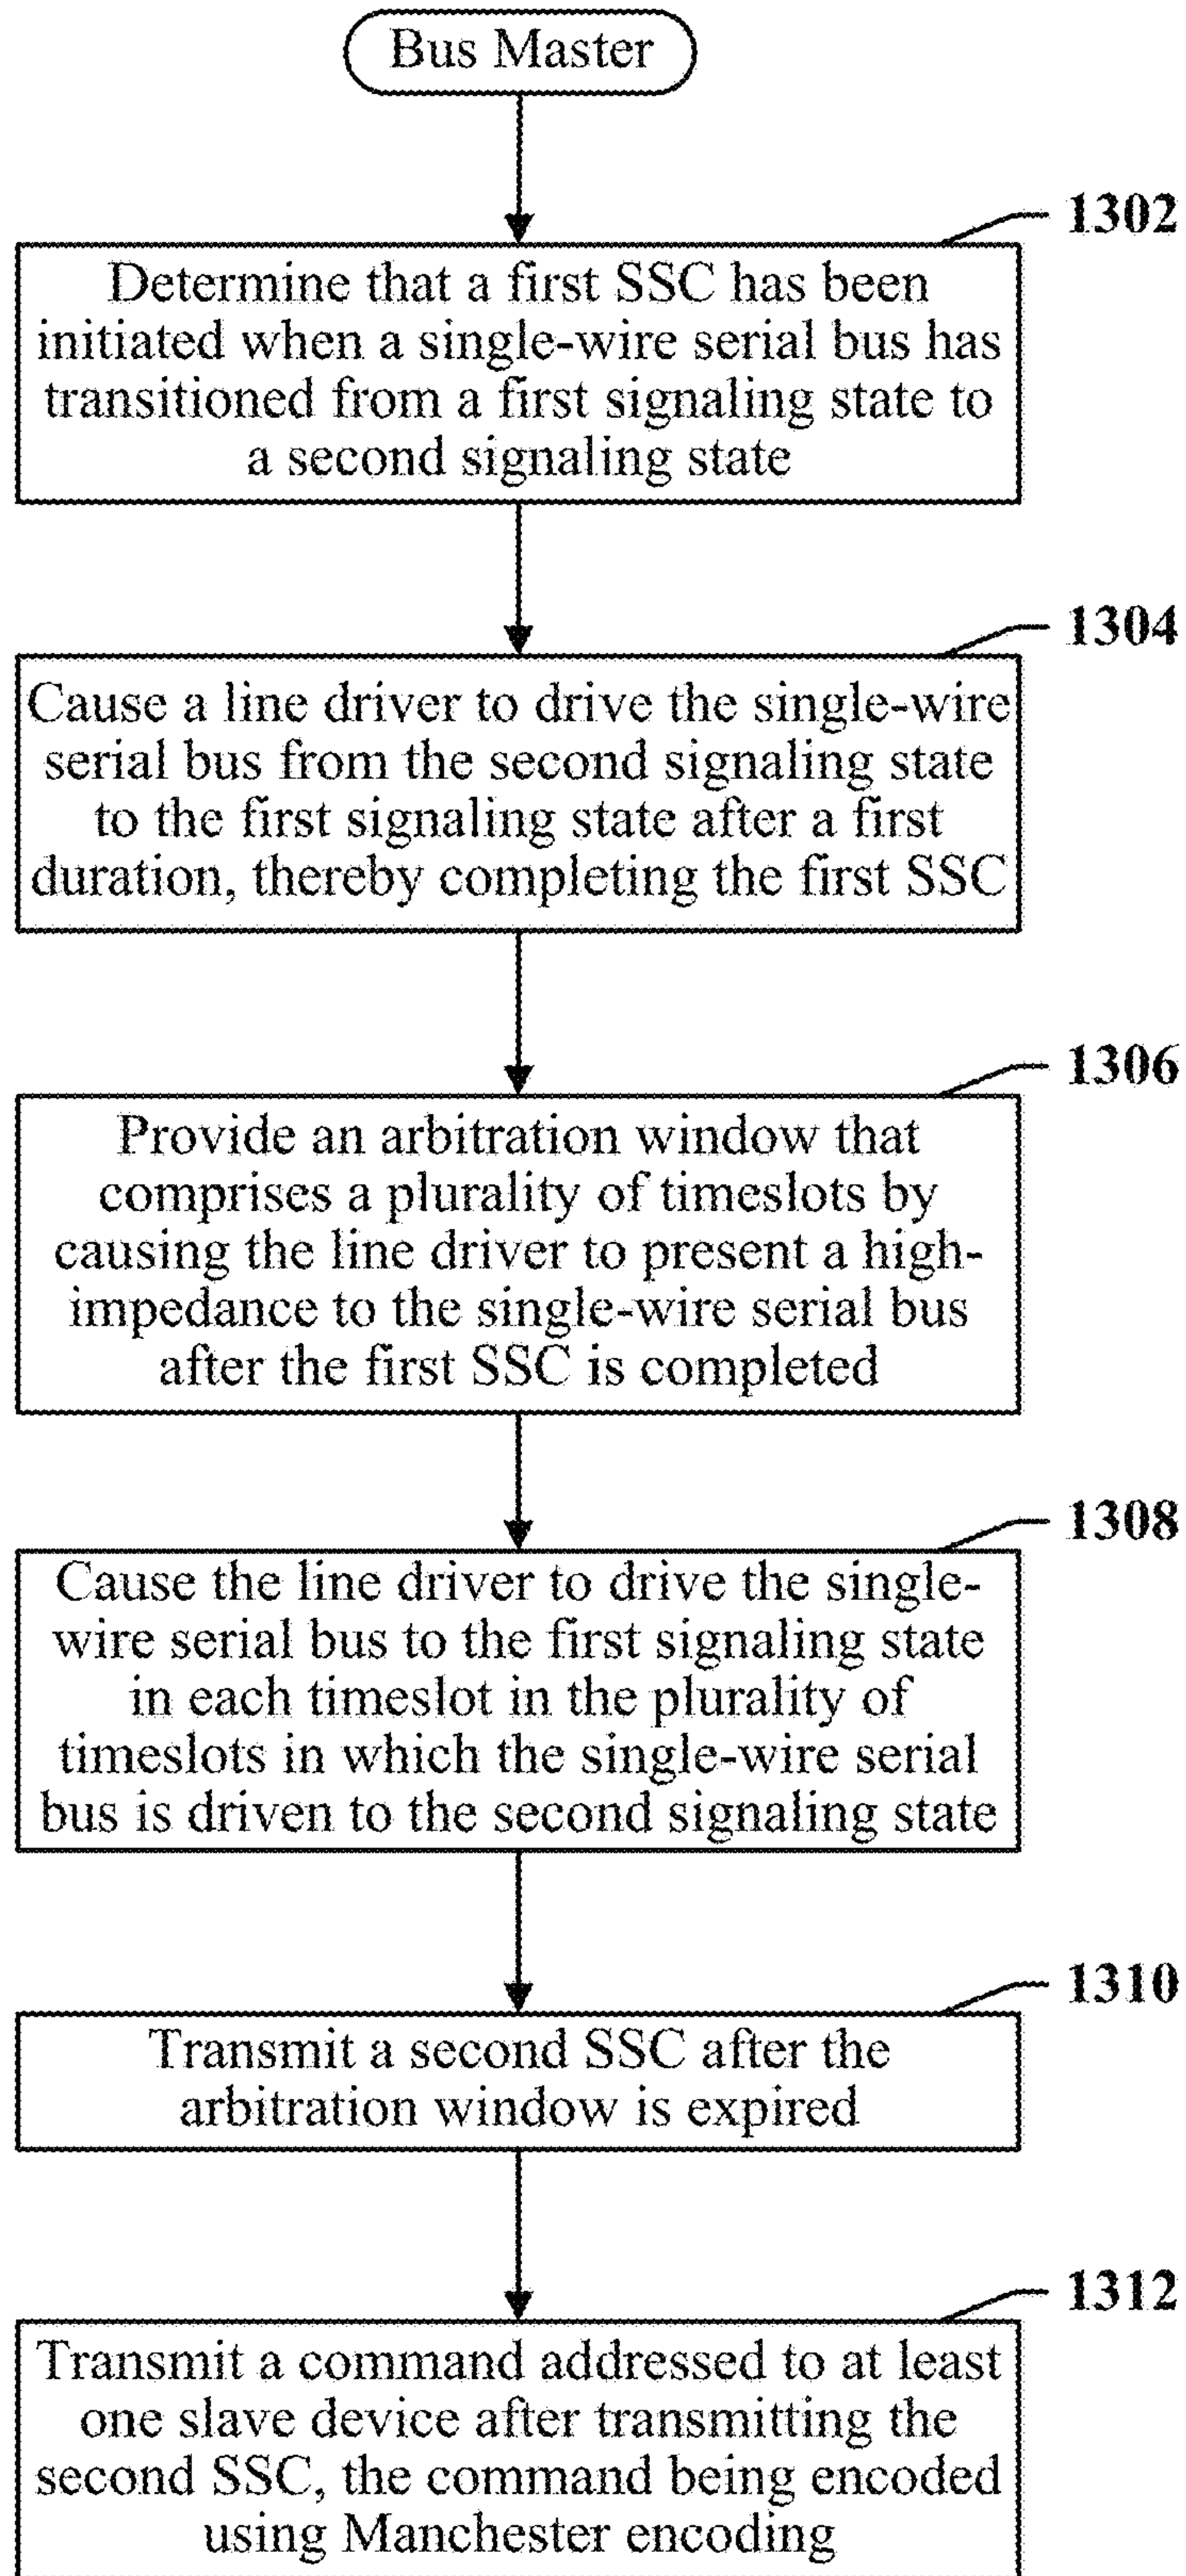 Bus Master
1302
Determine that a first SSC has been
initiated when a single-wire serial bus has
transitioned from a first signaling state to
a second signaling state
1304
Cause a line driver to drive the single-wire
serial bus from the second signaling state
to the first signaling state after a first
duration, thereby completing the first SSC
1306
Provide an arbitration window that
comprises a plurality of timeslots by
causing the line driver to present a high-
impedance to the single-wire serial bus
after the first SSC is completed
1308
Cause the line driver to drive the single-
wire serial bus to the first signaling state
in each timeslot in the plurality of
timeslots in which the single-wire serial
bus is driven to the second signaling state
1310
Transmit a second SSC after the
arbitration window is expired
1312
Transmit a command addressed to at least
one slave device after transmitting the
second SSC, the command being encoded
using Manchester encoding